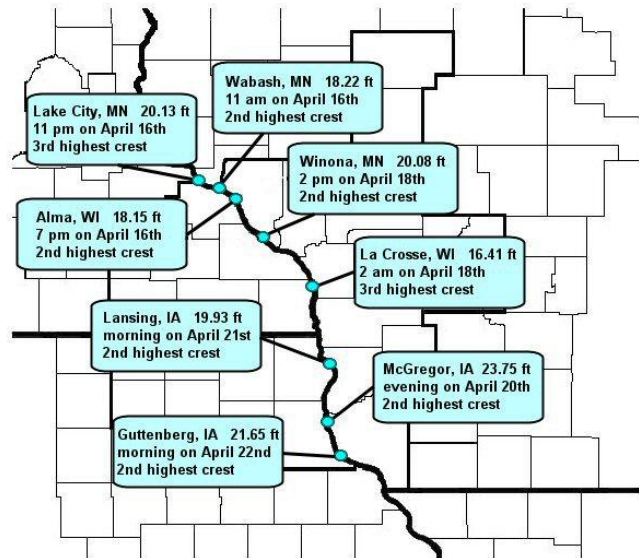 Wabash, MN 18.22 ft
11 am on April 16th
2nd highest crest
Lake City, MN 20.13 ft
11 pm on April 16th
3rd highest crest
Winona, MN 20.08 ft
2 pm on April 18th
2nd highest crest
Alma, WI 18.15 ft
7 pm on April 16th
2nd highest crest
La Crosse, WI 16.41 ft
2 am on April 18th
3rd highest crest
Lansing, IA 19.93 ft
morning on April 21st
2nd highest crest
McGregor, IA 23.75 ft
evening on April 20th
2nd highest crest
Guttenberg, IA 21.65 ft
morning on April 22nd
2nd highest crest